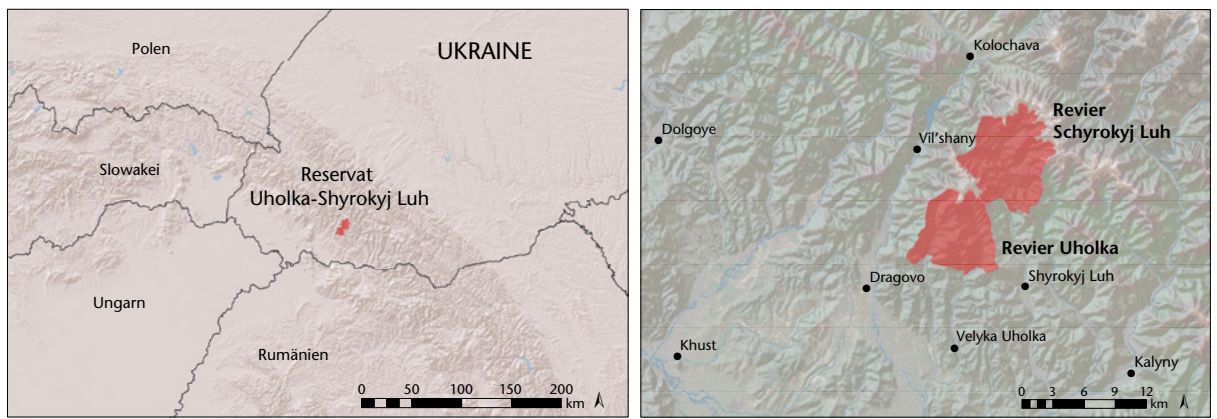 Polen
UKRAINE
Slowakei
Reservat
Uholka-Shyrokyj Luh
Ungarn
Rumänien
0 50 100 150 200
km
Kolochava
Dolgoye
Vil'shany
Revier
Schyrokyj Luh
Revier Uholka
Dragovo
Shyrokyj Luh
Velyka Uholka
Khust
Kalyny
0 3 6 9 12
km